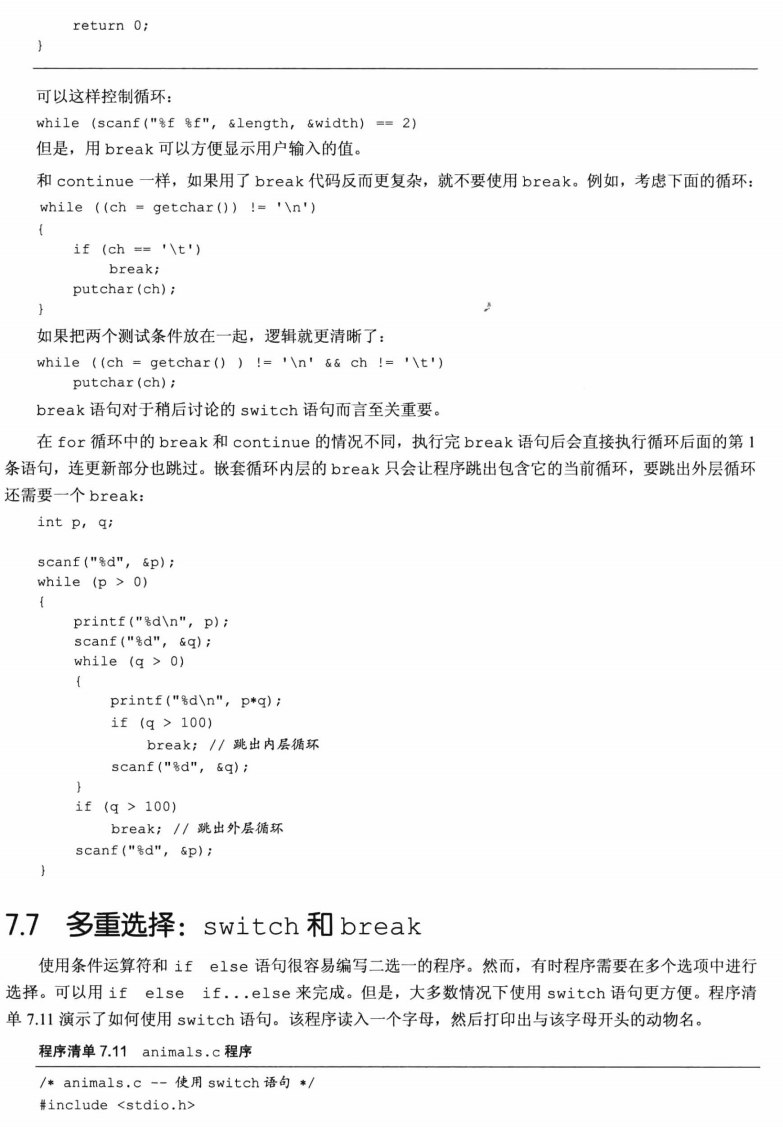 return 0;
}
可以这样控制循环：
while (scanf("%f %f", &length, &width) == 2)
但是，用 break 可以方便显示用户输入的值。
和 continue 一样，如果用了 break 代码反而更复杂，就不要使用 break。例如，考虑下面的循环：
while ((ch = getchar()) != '\n')
{
if (ch == '\t')
break;
putchar(ch);
}
如果把两个测试条件放在一起，逻辑就更清晰了：
while ((ch = getchar() ) != '\n' && ch != '\t')
putchar(ch);
break 语句对于稍后讨论的 switch 语句而言至关重要。
在 for 循环中的 break 和 continue 的情况不同，执行完 break 语句后会直接执行循环后面的第 1
条语句，连更新部分也跳过。嵌套循环内层的 break 只会让程序跳出包含它的当前循环，要跳出外层循环
还需要一个 break：
int p, q;
scanf("%d", &p);
while (p > 0)
{
printf("%d\n", p);
scanf("%d", &q);
while (q > 0)
{
printf("%d\n", p*q);
if (q > 100)
break; // 跳出内层循环
scanf("%d", &q);
}
if (q > 100)
break; // 跳出外层循环
scanf("%d", &p);
}
7.7 多重选择：switch 和 break
使用条件运算符和 if else 语句很容易编写二选一的程序。然而，有时程序需要在多个选项中进行
选择。可以用 if else if...else 来完成。但是，大多数情况下使用 switch 语句更方便。程序清
单 7.11 演示了如何使用 switch 语句。该程序读入一个字母，然后打印出与该字母开头的动物名。
程序清单 7.11 animals.c 程序
/* animals.c -- 使用 switch 语句 */
#include <stdio.h>